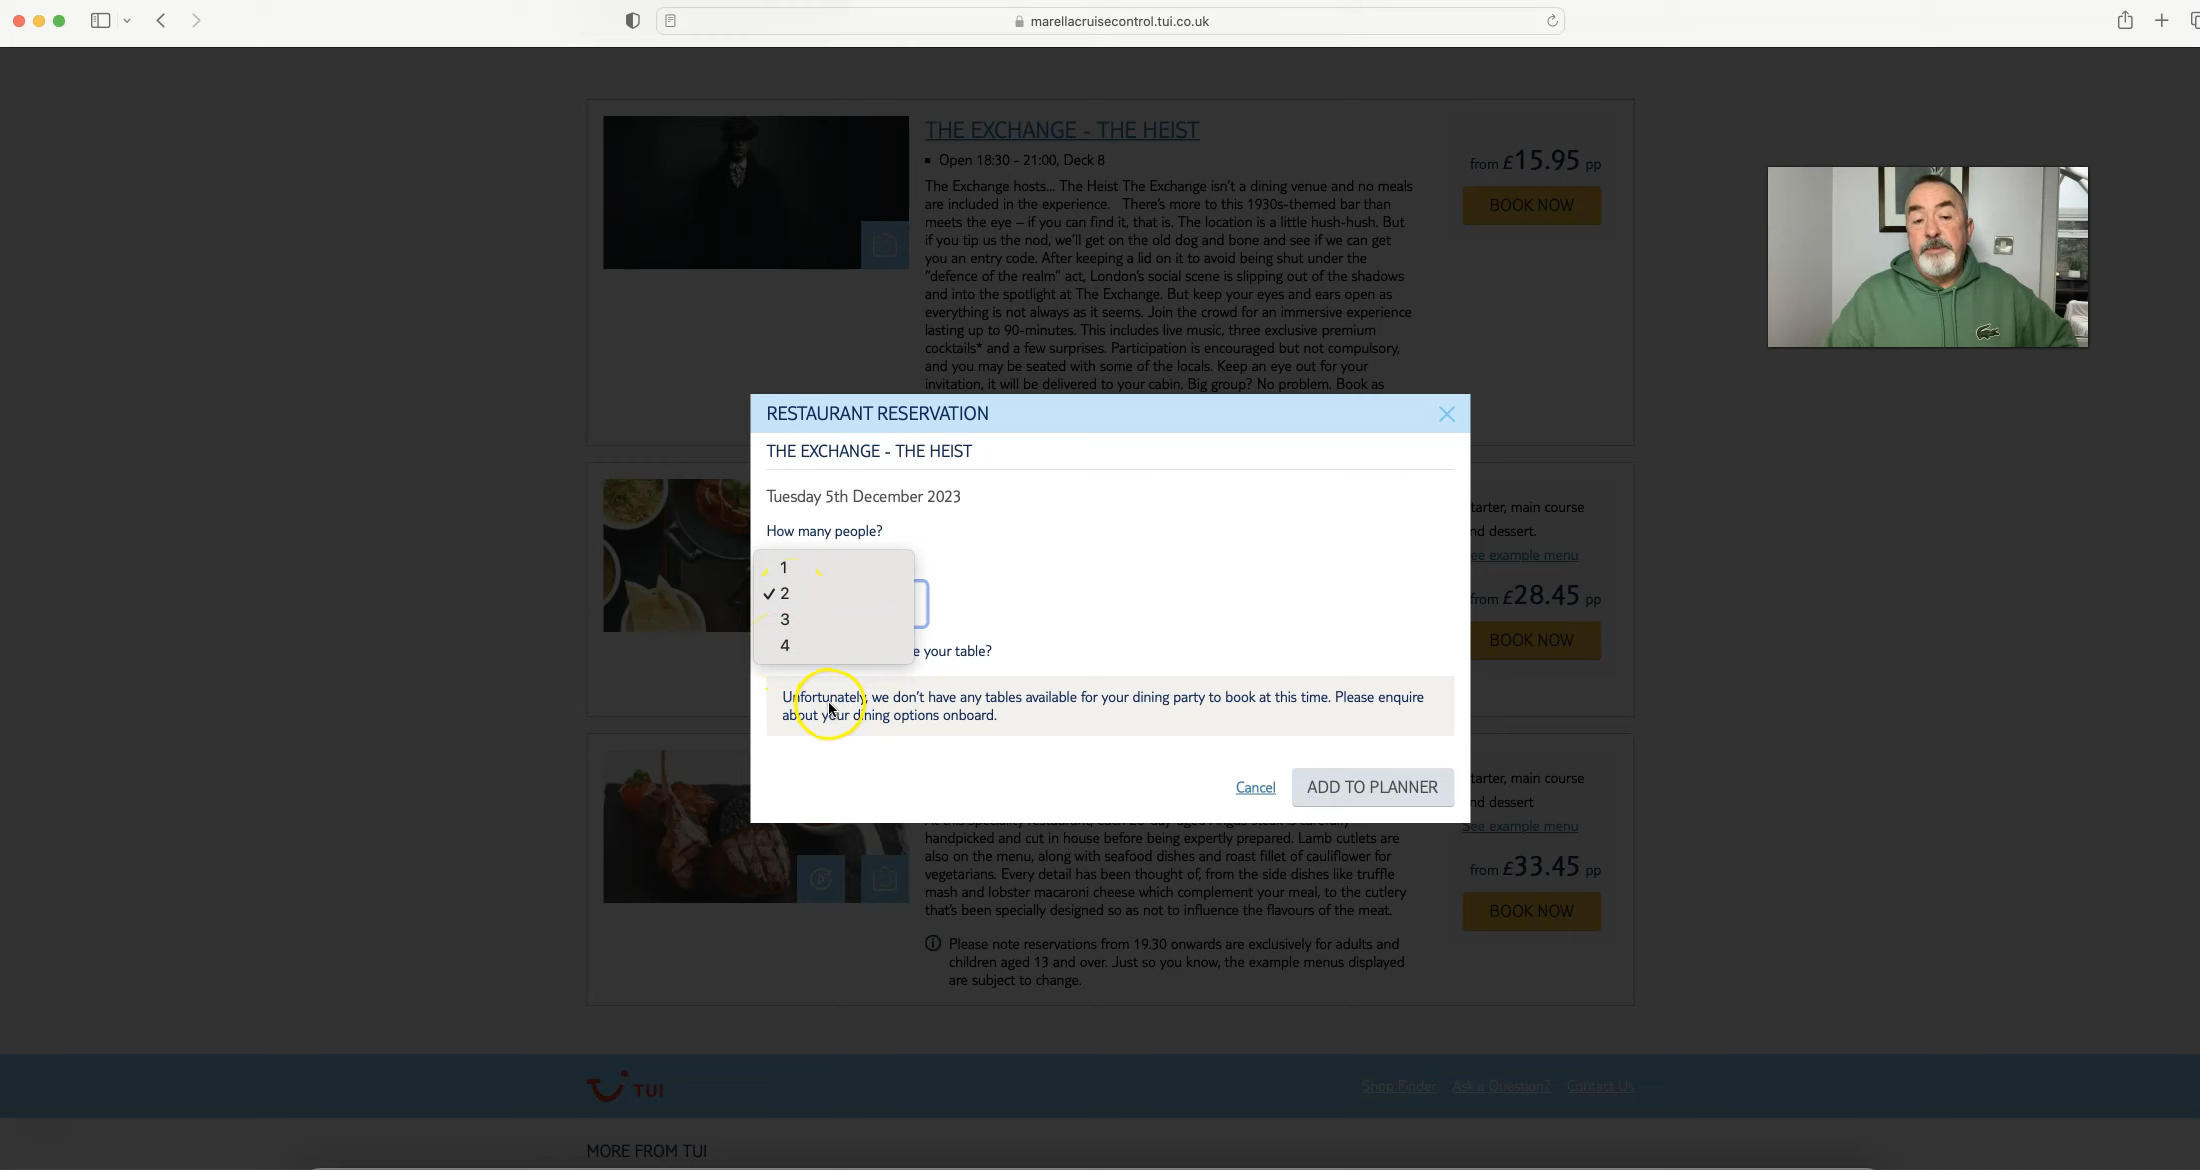 marellacruisecontrol.tui.co.uk
THE EXCHANGE - THE HEIST
Open 18:30 - 21:00, Deck 8
The Exchange hosts... The Heist The Exchange isn't a dining venue and no meals
are included in the experience. There's more to this 1930s-themed bar than
meets the eye – if you can find it, that is. The location is a little hush-hush. But
if you tip us the nod, we'll get on the old dog and bone and see if we can get
you an entry code. After keeping a lid on it to avoid being shut under the
"defence of the realm" act, London's social scene is slipping out of the shadows
and into the spotlight at The Exchange. But keep your eyes and ears open as
everything is not always as it seems. Join the crowd for an immersive experience
lasting up to 90-minutes. This includes live music, three exclusive premium
cocktails* and a few surprises. Participation is encouraged but not compulsory,
and you may be seated with some of the locals. Keep an eye out for your
invitation, it will be delivered to your cabin. Big group? No problem. Book as
from £15.95 pp
BOOK NOW
RESTAURANT RESERVATION
THE EXCHANGE - THE HEIST
Tuesday 5th December 2023
How many people?
1
✓ 2
3
4
e your table?
Unfortunately, we don't have any tables available for your dining party to book at this time. Please enquire
about your dining options onboard.
Cancel
ADD TO PLANNER
tarter, main course
nd dessert.
ee example menu
from £28.45 pp
BOOK NOW
handpicked and cut in house before being expertly prepared. Lamb cutlets are
also on the menu, along with seafood dishes and roast fillet of cauliflower for
vegetarians. Every detail has been thought of, from the side dishes like truffle
mash and lobster macaroni cheese which complement your meal, to the cutlery
that's been specially designed so as not to influence the flavours of the meat.
Please note reservations from 19.30 onwards are exclusively for adults and
children aged 13 and over. Just so you know, the example menus displayed
are subject to change.
tarter, main course
nd dessert
See example menu
from £33.45 pp
BOOK NOW
TUI
Shop Finder
Ask a Question?
Contact Us
MORE FROM TUI